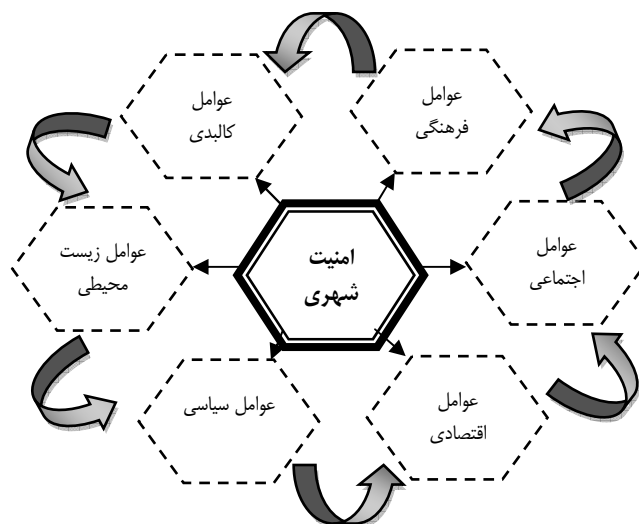 عوامل
فرهنگی
عوامل
کالبدی
عوامل
اجتماعی
امنیت
شهری
عوامل زیست
محیطی
عوامل
اقتصادی
عوامل سیاسی